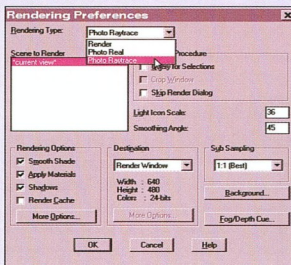 Rendering Preferences
Rendering Type:
Photo Raytrace
Render
Photo Real
Photo Raytrace
Scene to Render
*current view*
Procedure
for Selections
Crop Window
Skip Render Dialog
Light Icon Scale:
36
Smoothing Angle:
45
Rendering Options
Smooth Shade
Apply Materials
Shadows
Render Cache
More Options...
Destination
Render Window
Width : 640
Height : 480
Colors : 24-bits
More Options...
Sub Sampling
1:1 (Best)
Background...
Fog/Depth Cue...
OK
Cancel
Help